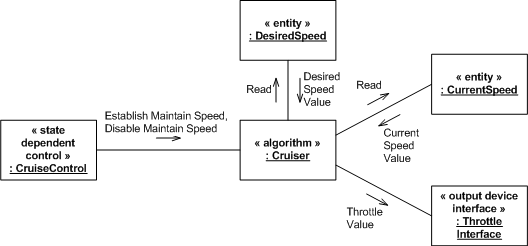 « entity »
: DesiredSpeed
Read
Desired
Speed
Value
Read
« entity »
: CurrentSpeed
Establish Maintain Speed,
Disable Maintain Speed
Current
Speed
Value
« state
dependent
control »
: CruiseControl
« algorithm »
: Cruiser
Throttle
Value
« output device
interface »
: Throttle
Interface